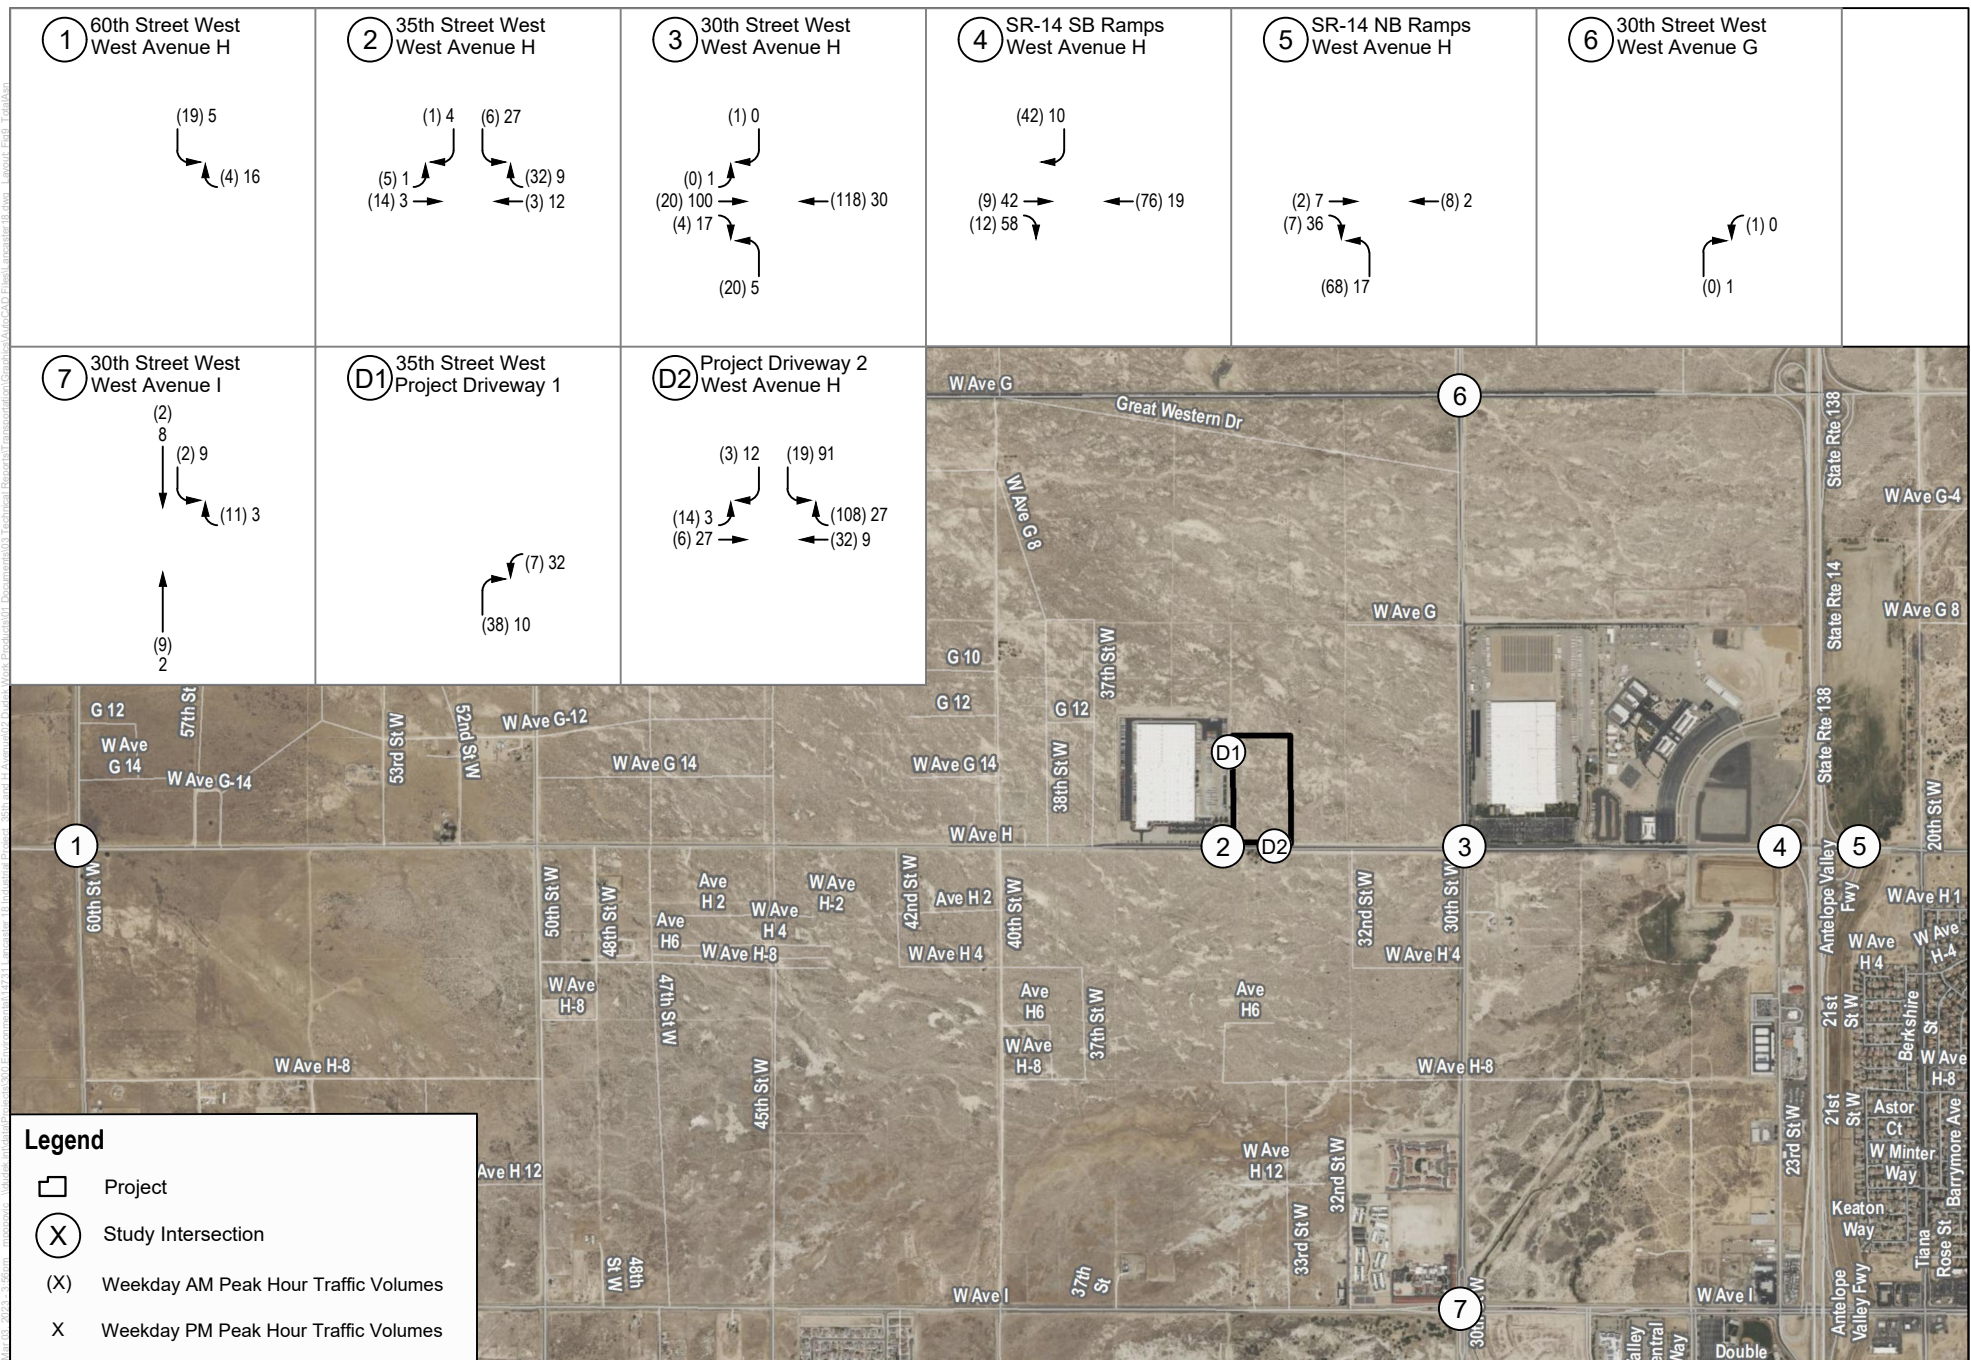 1
60th Street West
West Avenue H
(19) 5
(4) 16
2
35th Street West
West Avenue H
(1) 4
(6) 27
(5) 1
(32) 9
(14) 3
(3) 12
3
30th Street West
West Avenue H
(1) 0
(0) 1
(20) 100
(118) 30
(4) 17
(20) 5
4
SR-14 SB Ramps
West Avenue H
(42) 10
(9) 42
(76) 19
(12) 58
5
SR-14 NB Ramps
West Avenue H
(2) 7
(8) 2
(7) 36
(68) 17
6
30th Street West
West Avenue G
(1) 0
(0) 1
7
30th Street West
West Avenue I
(2)
8
(2) 9
(11) 3
(9)
2
D1
35th Street West
Project Driveway 1
(7) 32
(38) 10
D2
Project Driveway 2
West Avenue H
(3) 12
(19) 91
(14) 3
(108) 27
(6) 27
(32) 9
W Ave G
6
Great Western Dr
State Rte 138
W Ave G 8
W Ave G-4
State Rte 14
W Ave G
W Ave G 8
G 10
37th St W
G 12
57th St
53rd St W
52nd St W
W Ave G-12
G 12
G 12
W Ave
G 14
W Ave G-14
W Ave G 14
W Ave G 14
38th St W
D1
State Rte 138
20th St W
W Ave H
1
2
D2
3
4
5
60th St W
50th St W
48th St W
Ave
H 2
W Ave
H-2
42nd St W
Ave H 2
40th St W
32nd St W
30th St W
Antelope Valley
Fwy
W Ave H 1
Ave
H6
W Ave
H 4
W Ave H-8
W Ave H 4
W Ave H 4
W Ave
H 4
W Ave
H-4
W Ave
H-8
47th St W
Ave
H6
37th St W
Ave
H6
21st
St W
Berkshire
St
W Ave
H-8
W Ave H-8
W Ave H-8
W Ave
H-8
45th St W
21st
St W
Astor
Ct
W Minter
Way
Barrymore Ave
23rd St W
Ave H 12
W Ave
H 12
32nd St W
33rd St W
Keaton
Way
Tiana
Rose St
48th
St W
37th
St
W Ave I
7
30th
W
W Ave I
Antelope
Valley Fwy
Double
Way
Legend
Project
X
Study Intersection
(X)
Weekday AM Peak Hour Traffic Volumes
X
Weekday PM Peak Hour Traffic Volumes